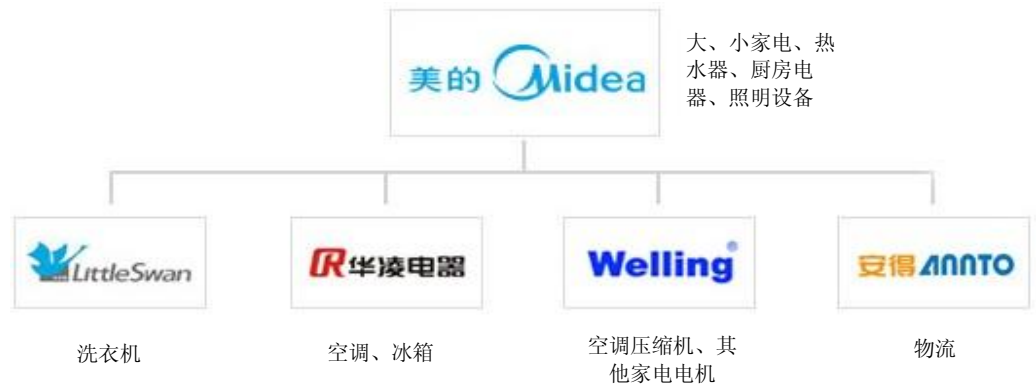 美的 Midea
大、小家电、热
水器、厨房电
器、照明设备
LittleSwan
华凌电器
Welling®
安得 ANNTO
洗衣机
空调、冰箱
空调压缩机、其
他家电电机
物流